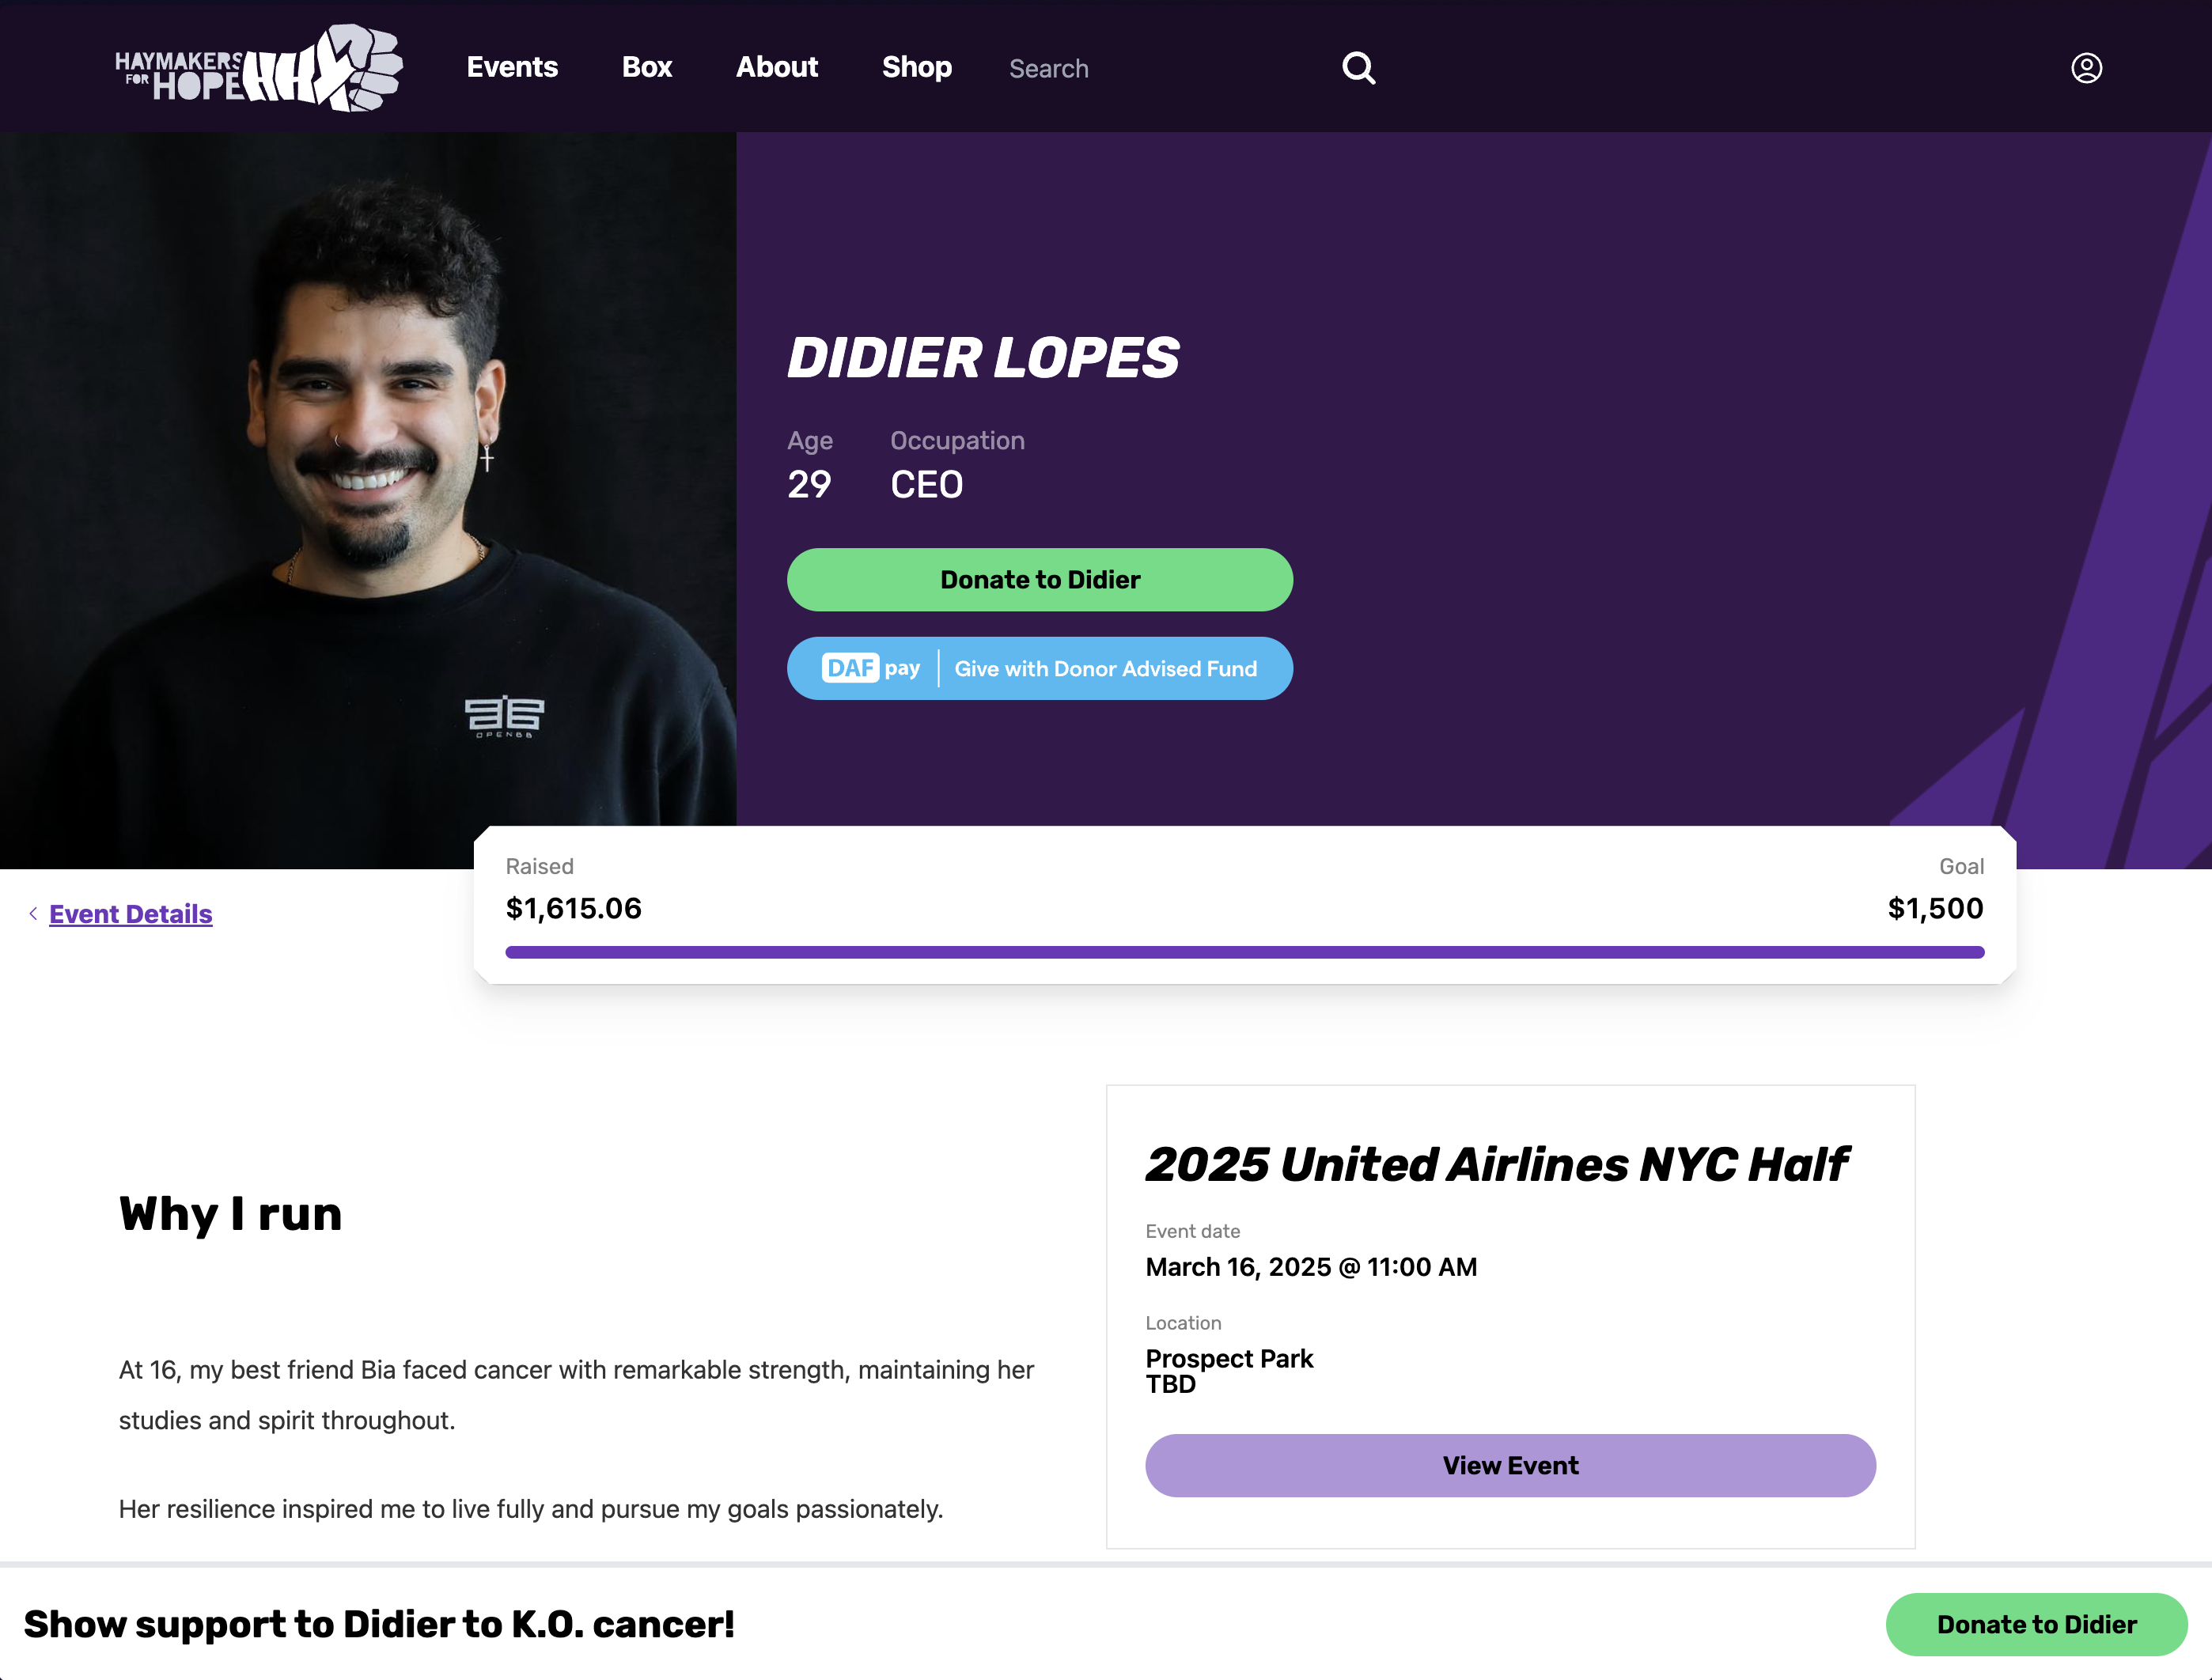 HAYMAKERS
FOR HOPE
HHX
Events
Box
About
Shop
Search
DIDIER LOPES
Age
Occupation
29
CEO
Donate to Didier
DAF pay | Give with Donor Advised Fund
OPENBB
Raised
Goal
$1,615.06
$1,500
Event Details
2025 United Airlines NYC Half
Event date
March 16, 2025 @ 11:00 AM
Location
Prospect Park
TBD
View Event
Why I run
At 16, my best friend Bia faced cancer with remarkable strength, maintaining her
studies and spirit throughout.
Her resilience inspired me to live fully and pursue my goals passionately.
Show support to Didier to K.O. cancer!
Donate to Didier